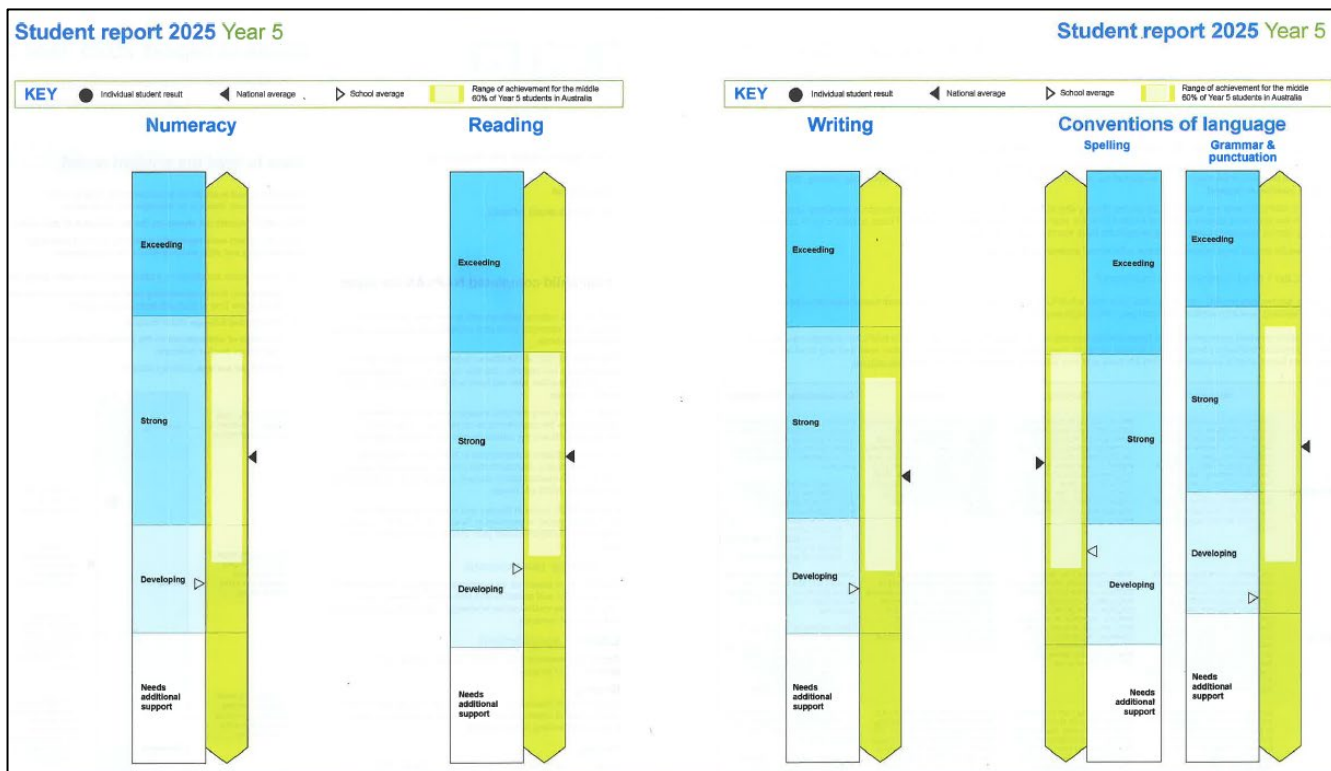 Student report 2025 Year 5
KEY Individual student result National average School average Range of achievement for the middle
60% of Year 5 students in Australia
Numeracy
Exceeding
Strong
Developing
Needs
additional
support
Reading
Exceeding
Strong
Developing
Needs
additional
support
Student report 2025 Year 5
KEY Individual student result National average School average Range of achievement for the middle
60% of Year 5 students in Australia
Writing
Exceeding
Strong
Developing
Needs
additional
support
Conventions of language
Spelling
Exceeding
Strong
Developing
Needs
additional
support
Grammar &
punctuation
Exceeding
Strong
Developing
Needs
additional
support